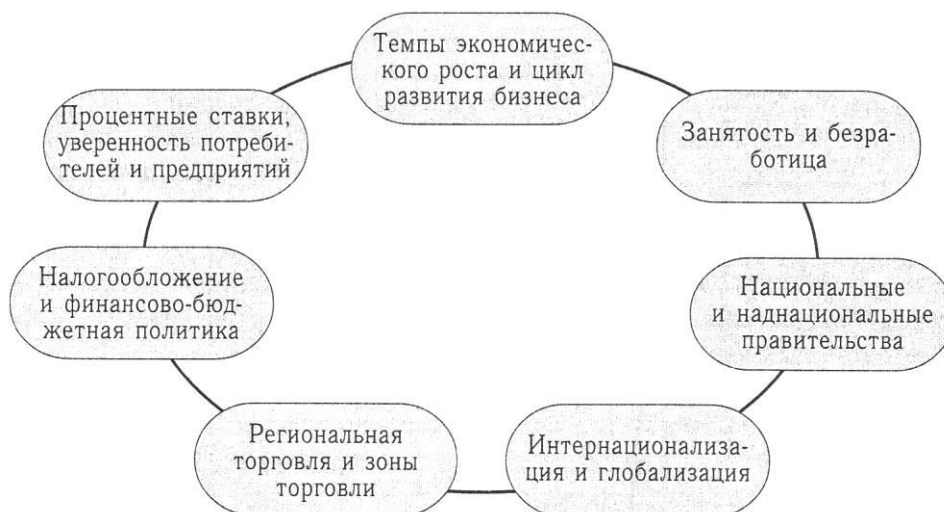 Темпы экономичес-
кого роста и цикл
развития бизнеса
Занятость и безра-
ботица
Национальные
и наднациональные
правительства
Интернационализа-
ция и глобализация
Региональная
торговля и зоны
торговли
Налогообложение
и финансово-бюд-
жетная политика
Процентные ставки,
уверенность потреби-
телей и предприятий